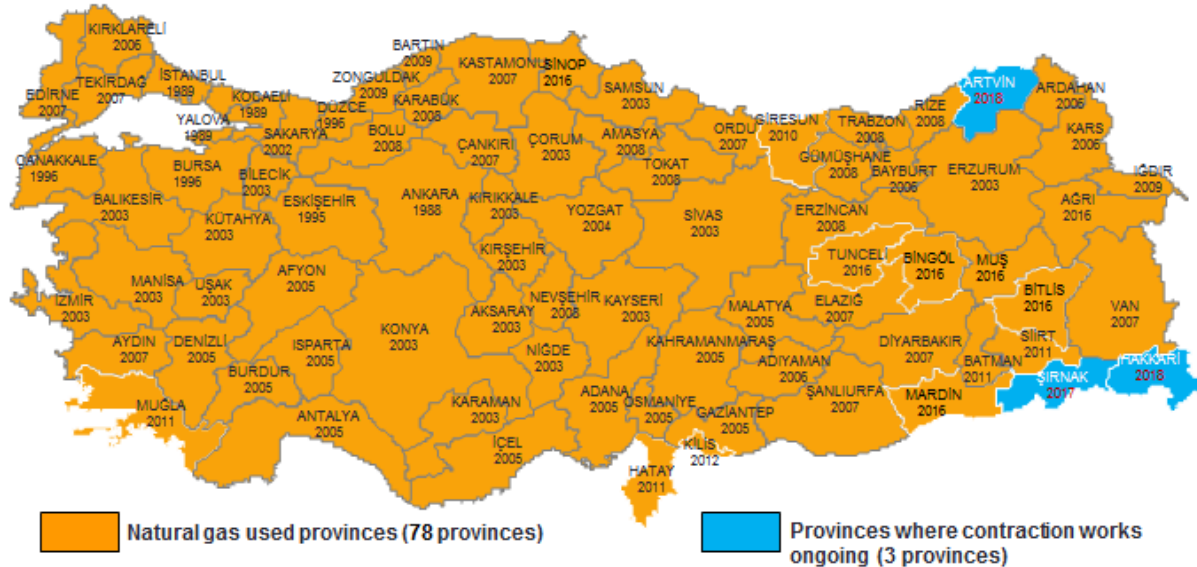 KIRKLARELİ
2006
TEKİRDAĞ
2007
EDİRNE
2007
İSTANBUL
1989
KOCAELİ
1989
YALOVA
1989
SAKARYA
2002
DÜZCE
1996
ZONGULDAK
2009
BARTIN
2009
KARABÜK
2008
BOLU
2008
KASTAMONU
2007
SİNOP
2016
SAMSUN
2003
ÇANKIRI
2007
ÇORUM
2003
AMASYA
2008
TOKAT
2008
ORDU
2007
GİRESUN
2010
TRABZON
2008
RİZE
2008
ARTVİN
2018
ARDAHAN
2006
KARS
2006
GÜMÜŞHANE
2008
BAYBURT
2006
ERZURUM
2003
IĞDIR
2009
AĞRI
2016
ÇANAKKALE
1996
BURSA
1996
BİLECİK
2003
BALIKESİR
2003
KÜTAHYA
2003
ESKİŞEHİR
1995
ANKARA
1988
KIRIKKALE
2003
YOZGAT
2004
SİVAS
2003
ERZİNCAN
2008
TUNCELİ
2016
BİNGÖL
2016
MUŞ
2016
BİTLİS
2016
VAN
2007
KIRŞEHİR
2003
MANİSA
2003
UŞAK
2003
AFYON
2005
İZMİR
2003
KONYA
2003
AKSARAY
2003
NEVŞEHİR
2008
KAYSERİ
2003
MALATYA
2005
ELAZIĞ
2007
DİYARBAKIR
2007
BATMAN
2011
SİİRT
2011
HAKKARİ
2018
ŞIRNAK
2017
MARDİN
2016
AYDIN
2007
DENİZLİ
2005
ISPARTA
2005
BURDUR
2005
NİĞDE
2003
KAHRAMANMARAŞ
2005
ADIYAMAN
2006
ŞANLIURFA
2007
MUĞLA
2011
ANTALYA
2005
KARAMAN
2003
İÇEL
2005
ADANA
2005
OSMANİYE
2005
GAZİANTEP
2005
KİLİS
2012
HATAY
2011
Natural gas used provinces (78 provinces)
Provinces where contraction works
ongoing (3 provinces)